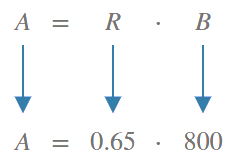 A = R · B
A = 0.65 · 800